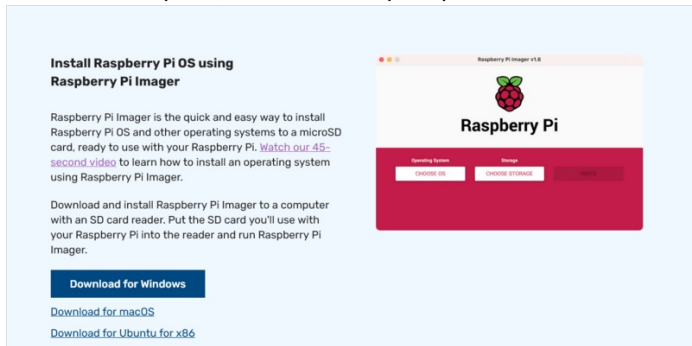 Install Raspberry Pi OS using
Raspberry Pi Imager
Raspberry Pi Imager is the quick and easy way to install
Raspberry Pi OS and other operating systems to a microSD
card, ready to use with your Raspberry Pi. Watch our 45-
second video to learn how to install an operating system
using Raspberry Pi Imager.
Download and install Raspberry Pi Imager to a computer
with an SD card reader. Put the SD card you'll use with
your Raspberry Pi into the reader and run Raspberry Pi
Imager.
Download for Windows
Download for macOS
Download for Ubuntu for x86
Raspberry Pi Imager v1.6
Raspberry Pi
Operating System Storage
CHOOSE OS CHOOSE STORAGE